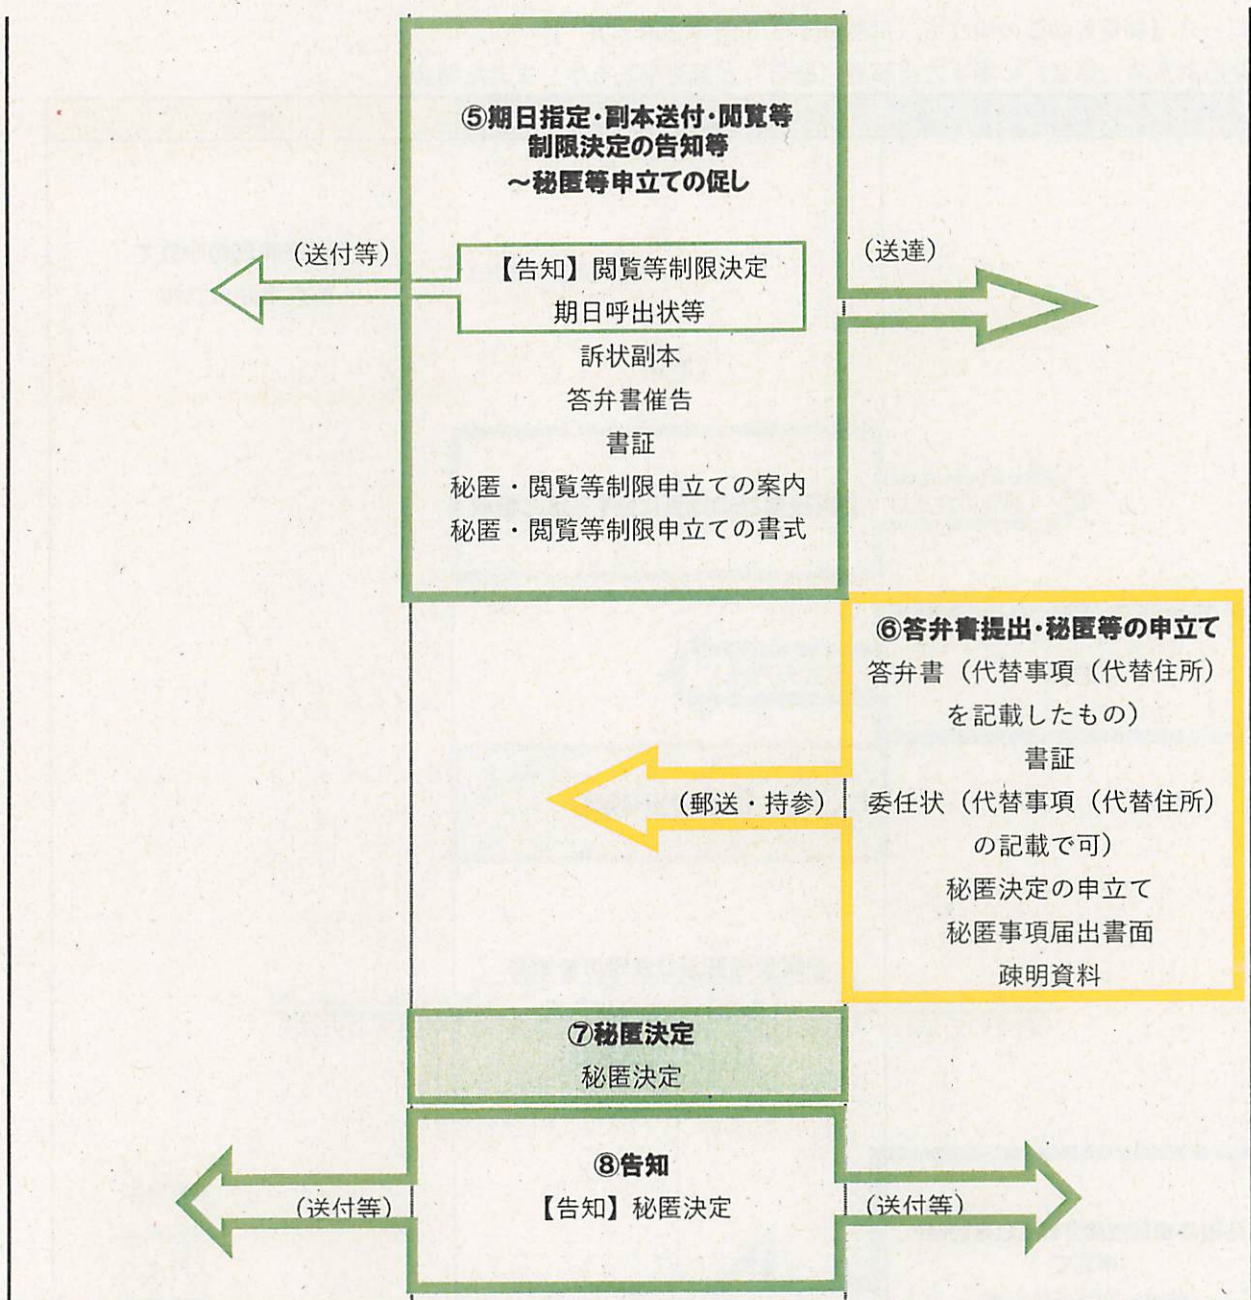 ⑤期日指定・副本送付・閲覧等
制限決定の告知等
～秘匿等申立ての促し
（送付等）
【告知】閲覧等制限決定
（送達）
期日呼出状等
訴状副本
答弁書催告
書証
秘匿・閲覧等制限申立ての案内
秘匿・閲覧等制限申立ての書式
⑥答弁書提出・秘匿等の申立て
答弁書（代替事項（代替住所）
を記載したもの）
書証
（郵送・持参）
委任状（代替事項（代替住所）
の記載で可）
秘匿決定の申立て
秘匿事項届出書面
疎明資料
⑦秘匿決定
秘匿決定
⑧告知
（送付等）
【告知】秘匿決定
（送付等）